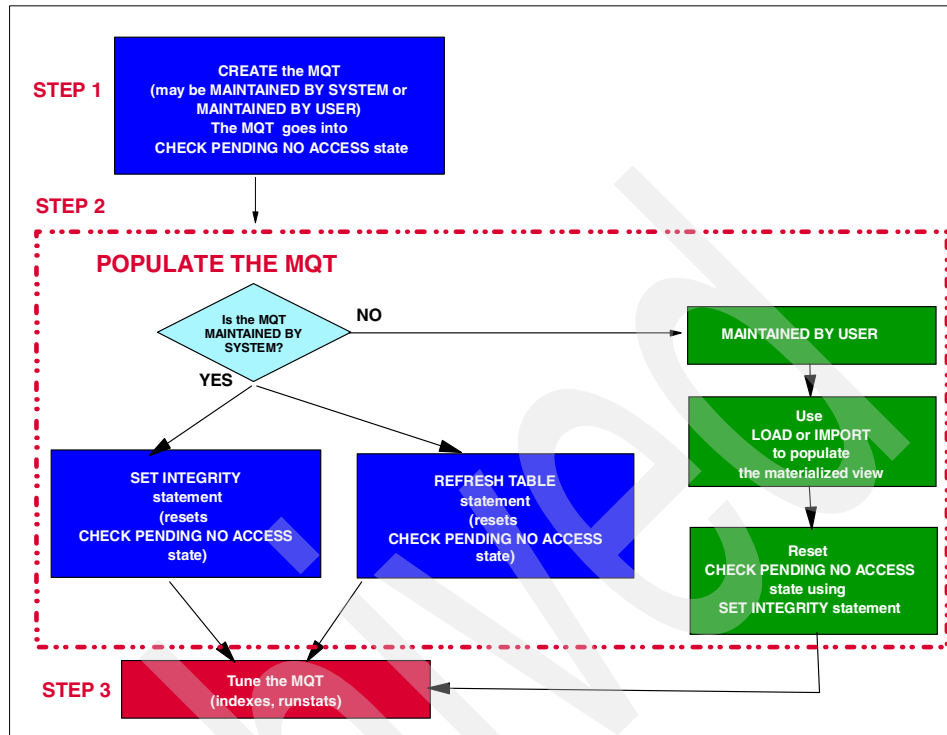 STEP 1
CREATE the MQT
(may be MAINTAINED BY SYSTEM or
MAINTAINED BY USER)
The MQT goes into
CHECK PENDING NO ACCESS state
STEP 2
POPULATE THE MQT
Is the MQT
MAINTAINED BY
SYSTEM?
NO
YES
MAINTAINED BY USER
Use
LOAD or IMPORT
to populate
the materialized view
SET INTEGRITY
statement
(resets
CHECK PENDING NO ACCESS
state)
REFRESH TABLE
statement
(resets
CHECK PENDING NO ACCESS
state)
Reset
CHECK PENDING NO ACCESS
state using
SET INTEGRITY statement
STEP 3
Tune the MQT
(indexes, runstats)